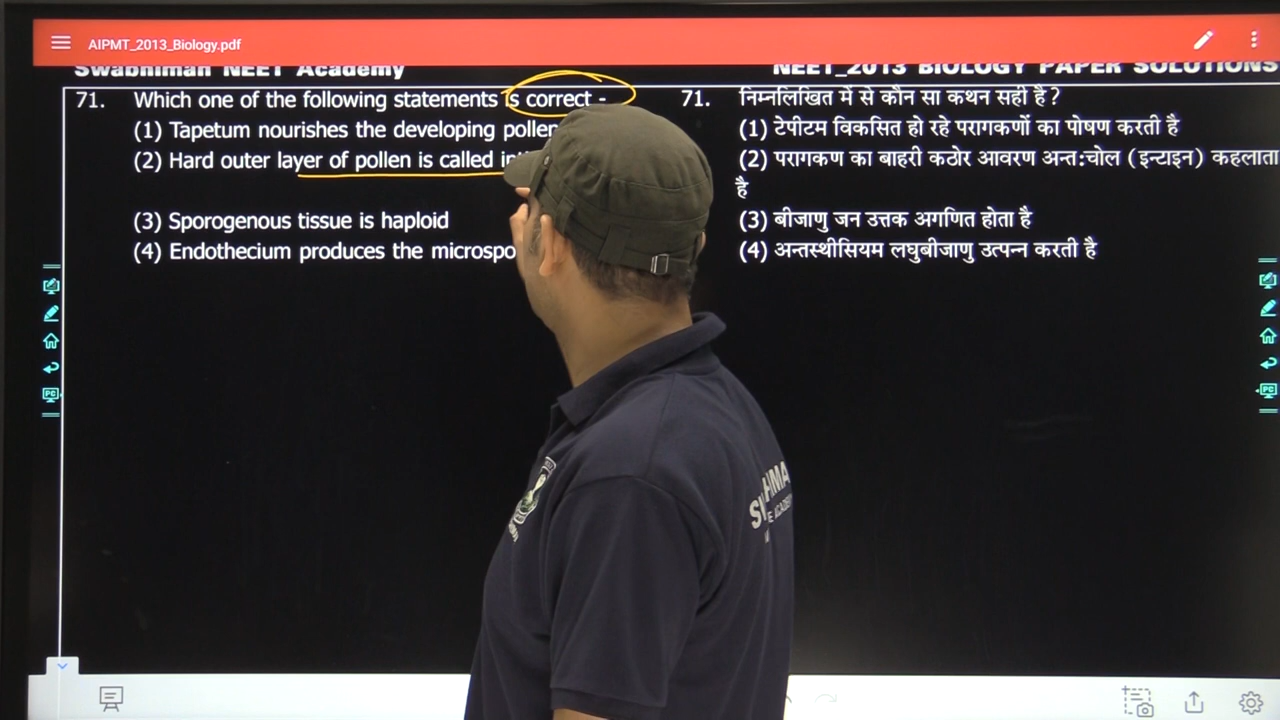 AIPMT_2013_Biology.pdf
Swabhiman NEET Academy
NEET_2013 BIOLOGY PAPER SOLUTIONS
71. Which one of the following statements is correct -
(1) Tapetum nourishes the developing pollen
(2) Hard outer layer of pollen is called
(3) Sporogenous tissue is haploid
(4) Endothecium produces the
71. निम्नलिखित में से कौन सा कथन सही है ?
(1) टेपीटम विकसित हो रहे परागकणों का पोषण करती है
(2) परागकण का बाहरी कठोर आवरण अन्त:चोल (इन्टाइन) कहलाता
है
(3) बीजाणु जन उत्तक अगणित होता है
(4) अन्तस्थीसियम लघुबीजाणु उत्पन्न करती है
PC
PC